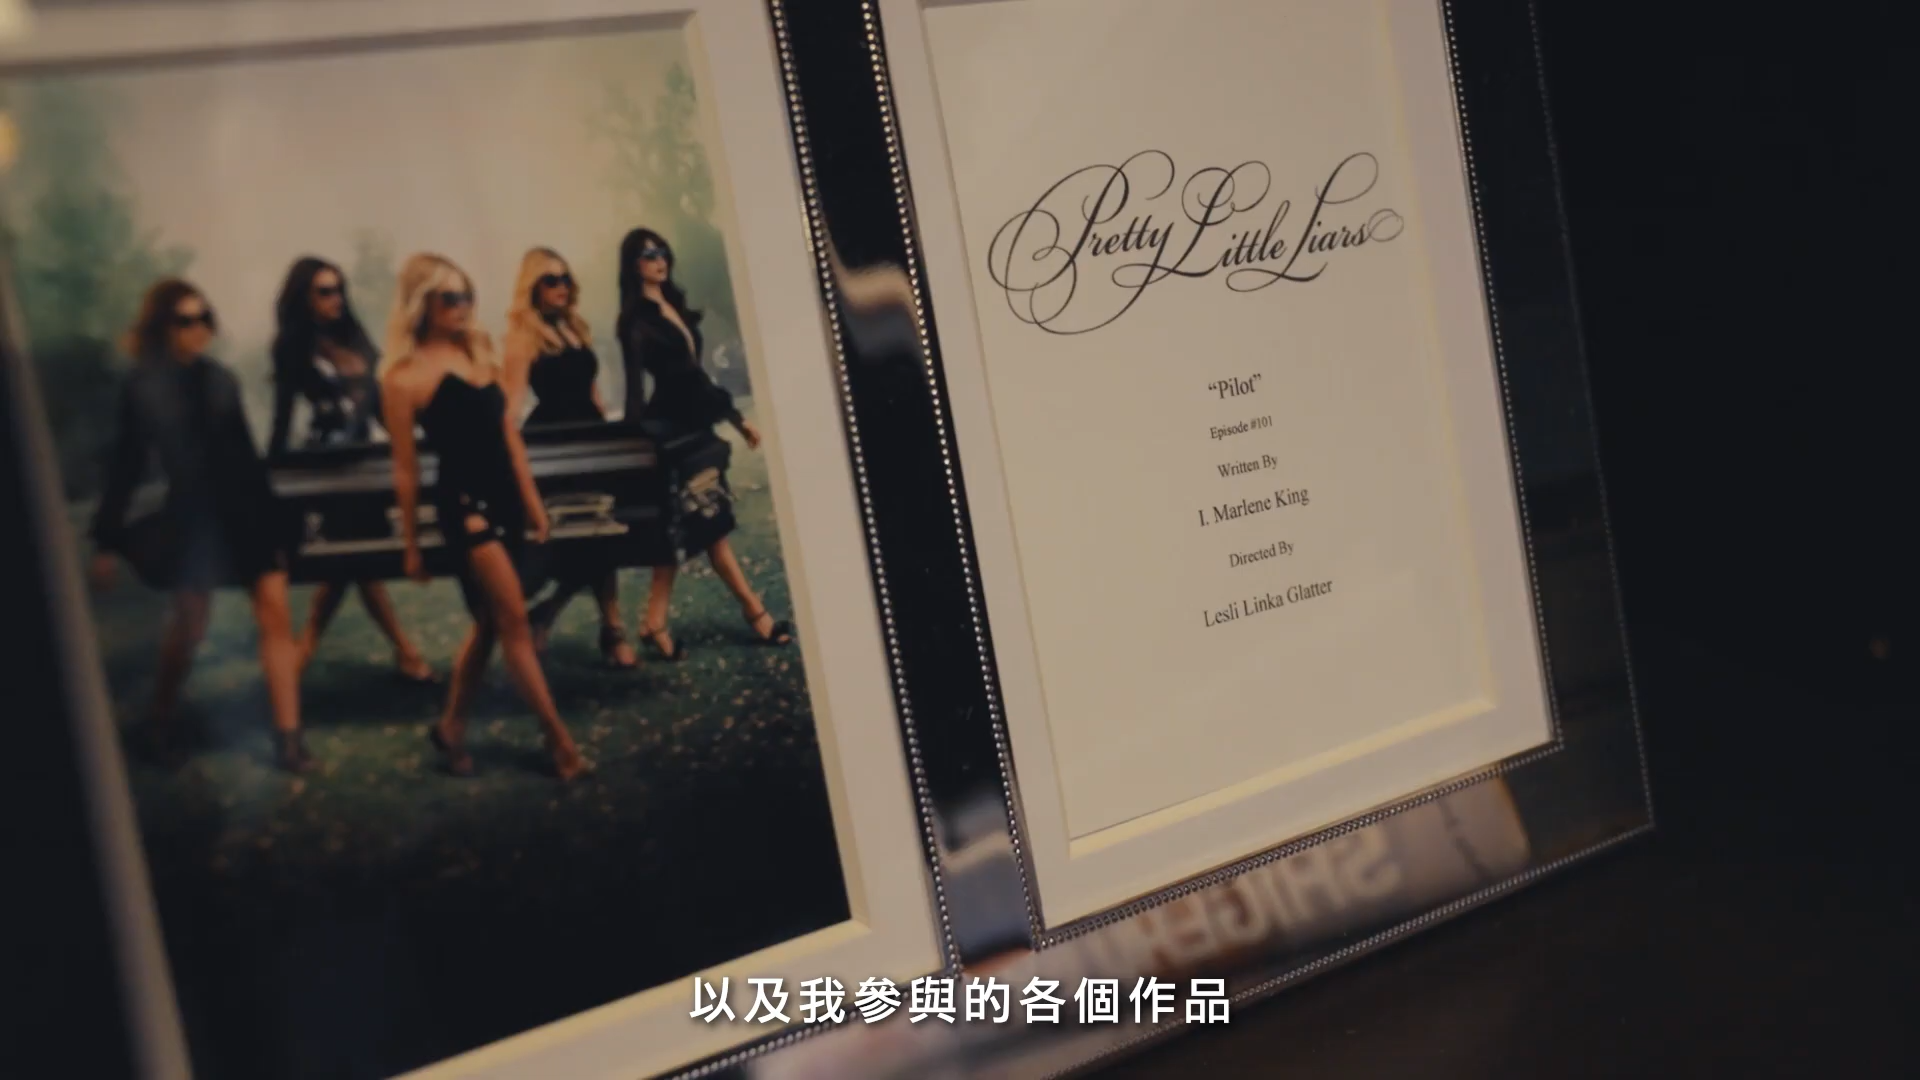 Pretty Little Liars
“Pilot”
Episode #101
Written By
I. Marlene King
Directed By
Lesli Linka Glatter
以及我參與的各個作品